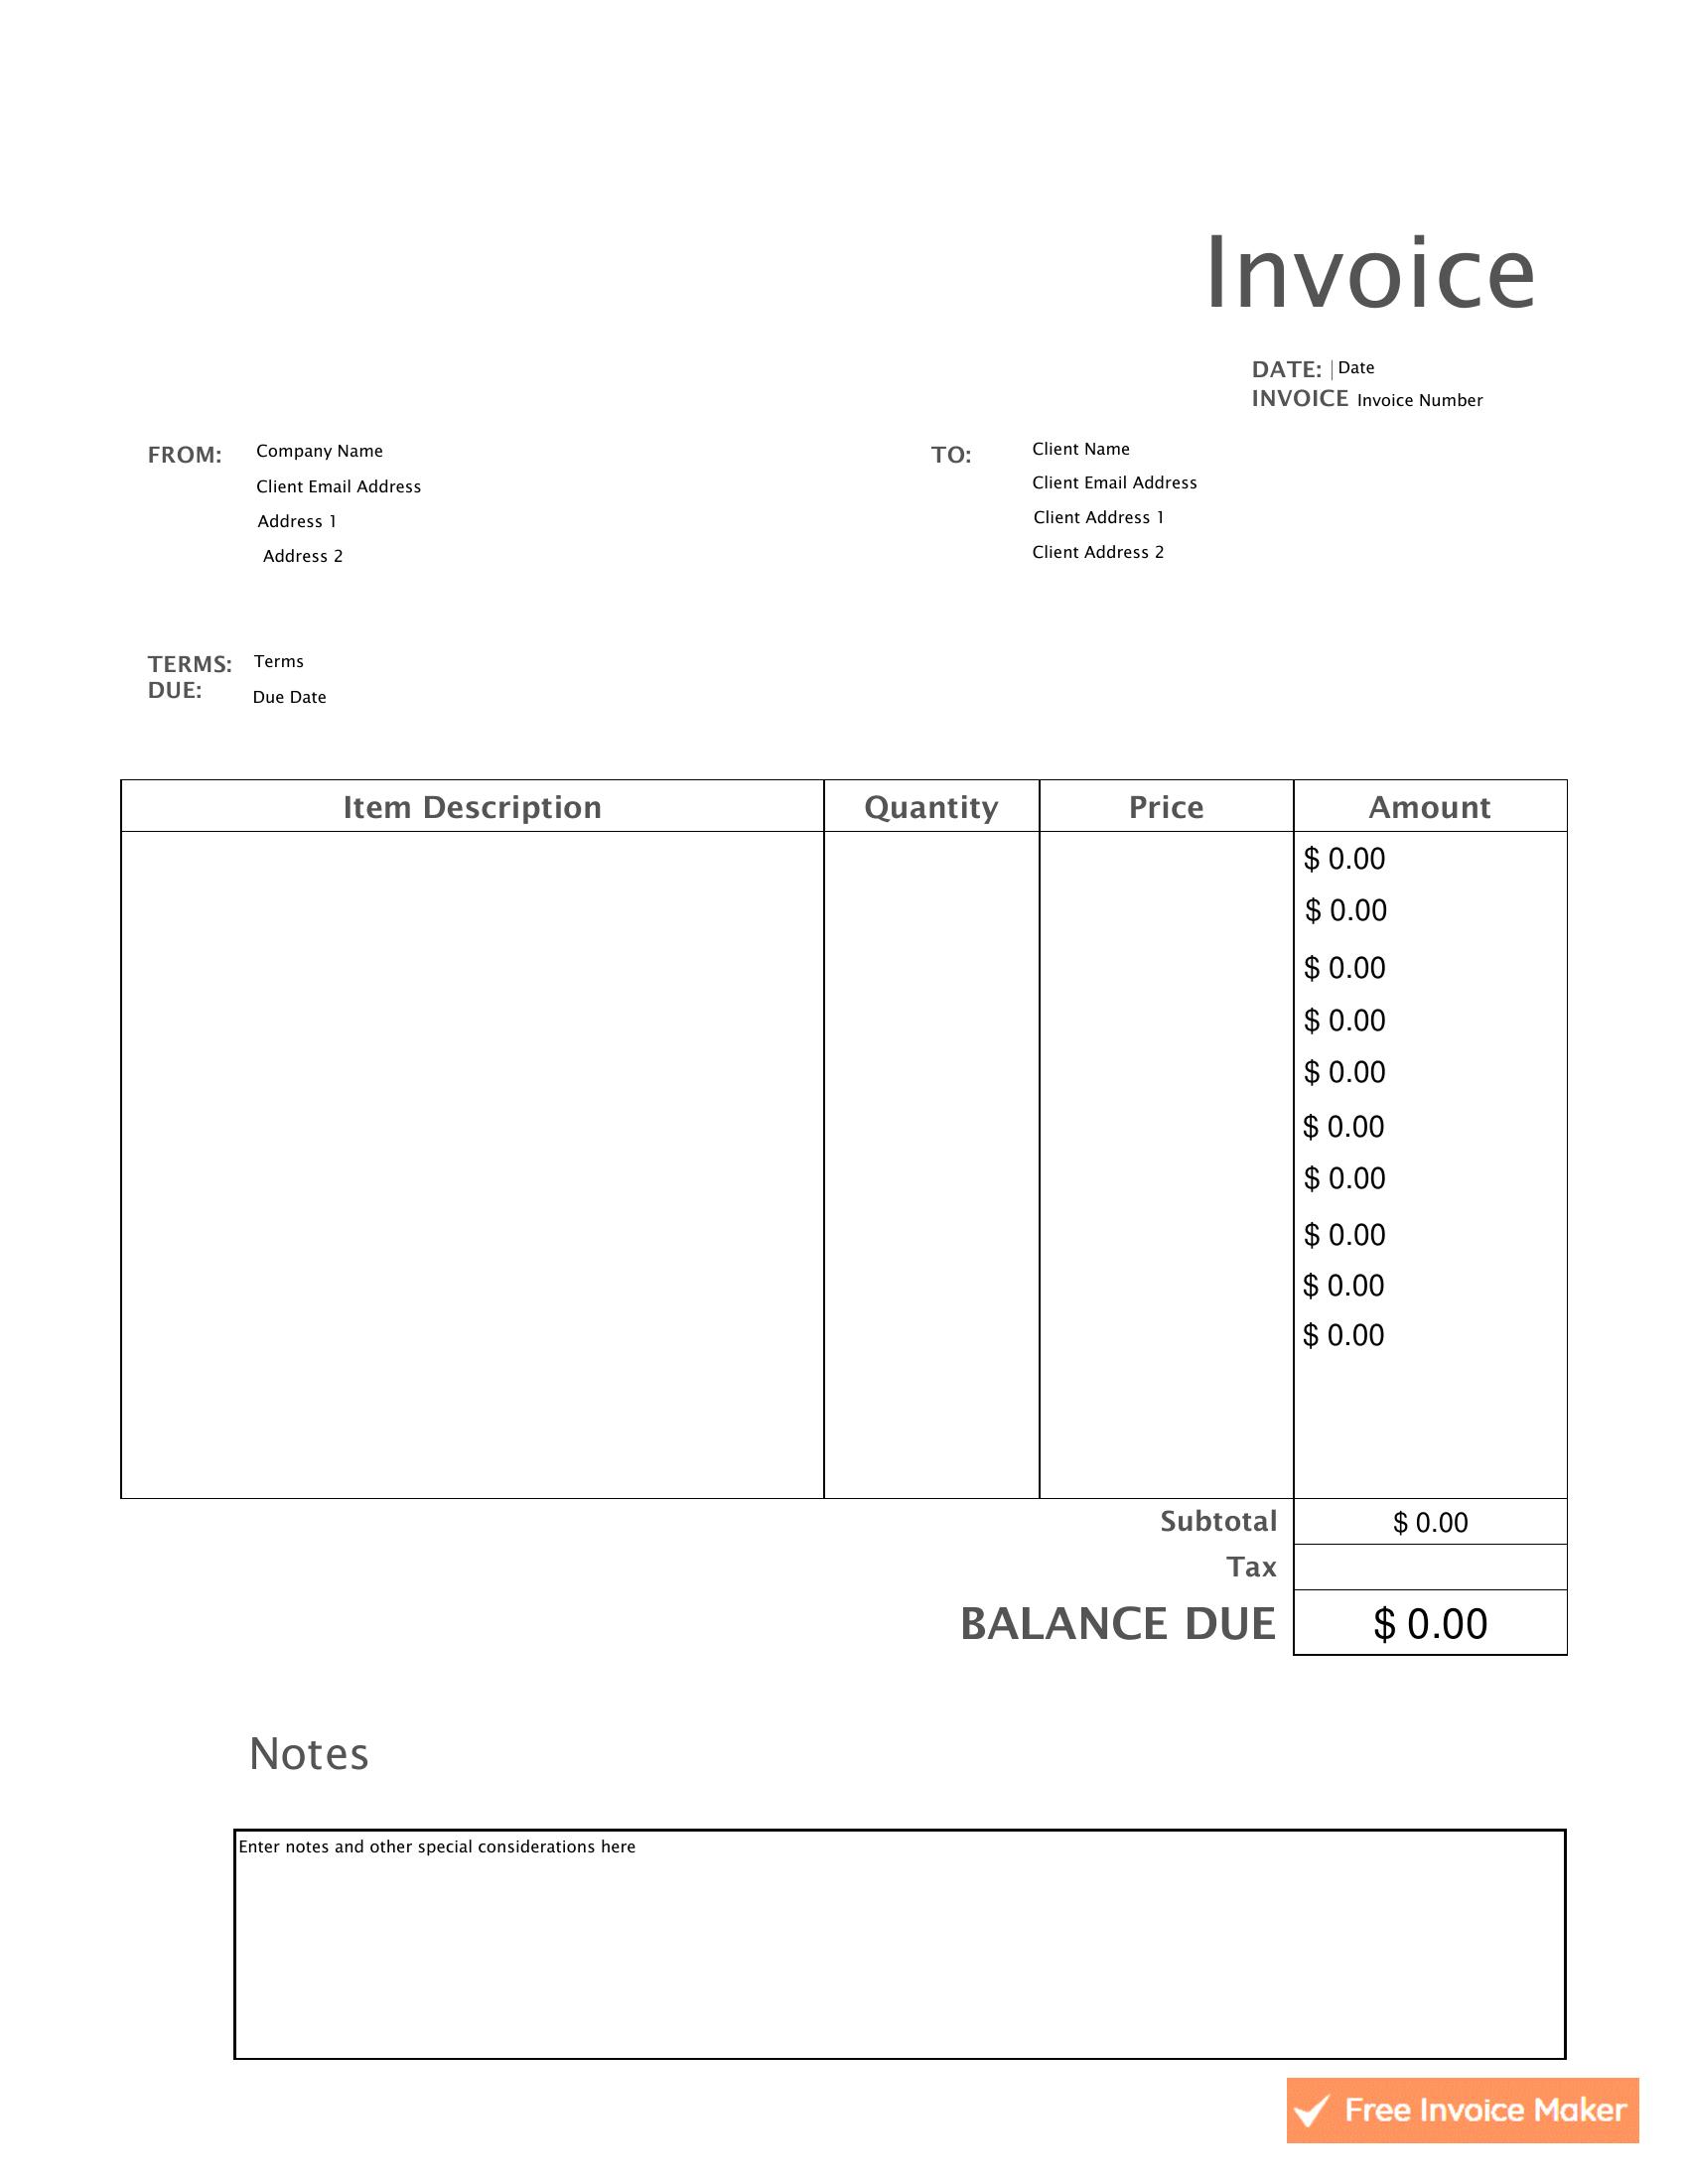 Invoice
DATE: Date
INVOICE Invoice Number
FROM: Company Name
Client Email Address
Address 1
Address 2
TO: Client Name
Client Email Address
Client Address 1
Client Address 2
TERMS: Terms
DUE: Due Date
Item Description Quantity Price Amount
$ 0.00
$ 0.00
$ 0.00
$ 0.00
$ 0.00
$ 0.00
$ 0.00
$ 0.00
$ 0.00
$ 0.00
Subtotal $ 0.00
Tax
BALANCE DUE $ 0.00
Notes
Enter notes and other special considerations here
Free Invoice Maker